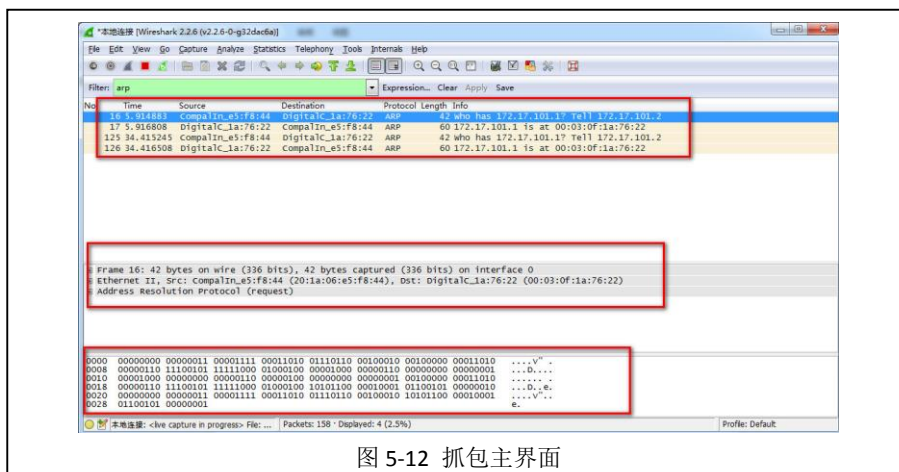 *本地连接 [Wireshark 2.2.6 (v2.2.6-0-g32dac6a)]
File Edit View Go Capture Analyze Statistics Telephony Tools Internals Help
Filter: arp Expression... Clear Apply Save
No Time Source Destination Protocol Length Info
16 5.914883 CompalIn_e5:f8:44 DigitalC_1a:76:22 ARP 42 who has 172.17.101.1? Tell 172.17.101.2
17 5.916808 DigitalC_1a:76:22 CompalIn_e5:f8:44 ARP 60 172.17.101.1 is at 00:03:0f:1a:76:22
125 34.415245 CompalIn_e5:f8:44 DigitalC_1a:76:22 ARP 42 who has 172.17.101.1? Tell 172.17.101.2
126 34.416508 DigitalC_1a:76:22 CompalIn_e5:f8:44 ARP 60 172.17.101.1 is at 00:03:0f:1a:76:22
Frame 16: 42 bytes on wire (336 bits), 42 bytes captured (336 bits) on interface 0
Ethernet II, Src: CompalIn_e5:f8:44 (20:1a:06:e5:f8:44), Dst: DigitalC_1a:76:22 (00:03:0f:1a:76:22)
Address Resolution Protocol (request)
0000 00000000 00000011 00001111 00011010 01110110 00100010 00100000 00011010 ....v" .
0008 00000110 11100101 11111000 01000100 00001000 00000110 00000000 00000001 ...D....
0010 00001000 00000000 00000110 00000100 00000000 00000001 00100000 00011010 ...... .
0018 00000110 11100101 11111000 01000100 10101100 00010001 01100101 00000010 ...D..e.
0020 00000000 00000011 00001111 00011010 01110110 00100010 10101100 00010001 ....v"..
0028 01100101 00000001 e.
本地连接: <live capture in progress> File: ... Packets: 158 · Displayed: 4 (2.5%) Profile: Default
图 5-12 抓包主界面